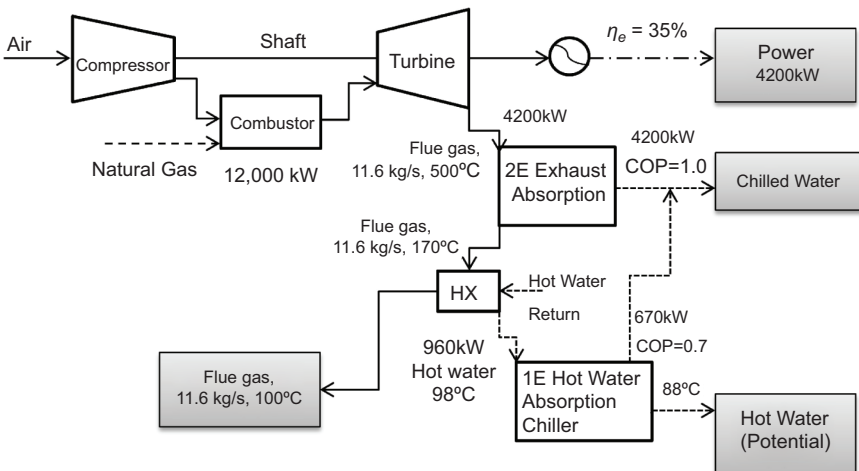 Air
Compressor
Shaft
Turbine
ηe = 35%
Power
4200kW
Combustor
Natural Gas
12,000 kW
4200kW
Flue gas,
11.6 kg/s, 500ºC
2E Exhaust
Absorption
4200kW
COP=1.0
Chilled Water
Flue gas,
11.6 kg/s, 170ºC
HX
Hot Water
Return
670kW
COP=0.7
960kW
Hot water
98ºC
Flue gas,
11.6 kg/s, 100ºC
1E Hot Water
Absorption
Chiller
88ºC
Hot Water
(Potential)